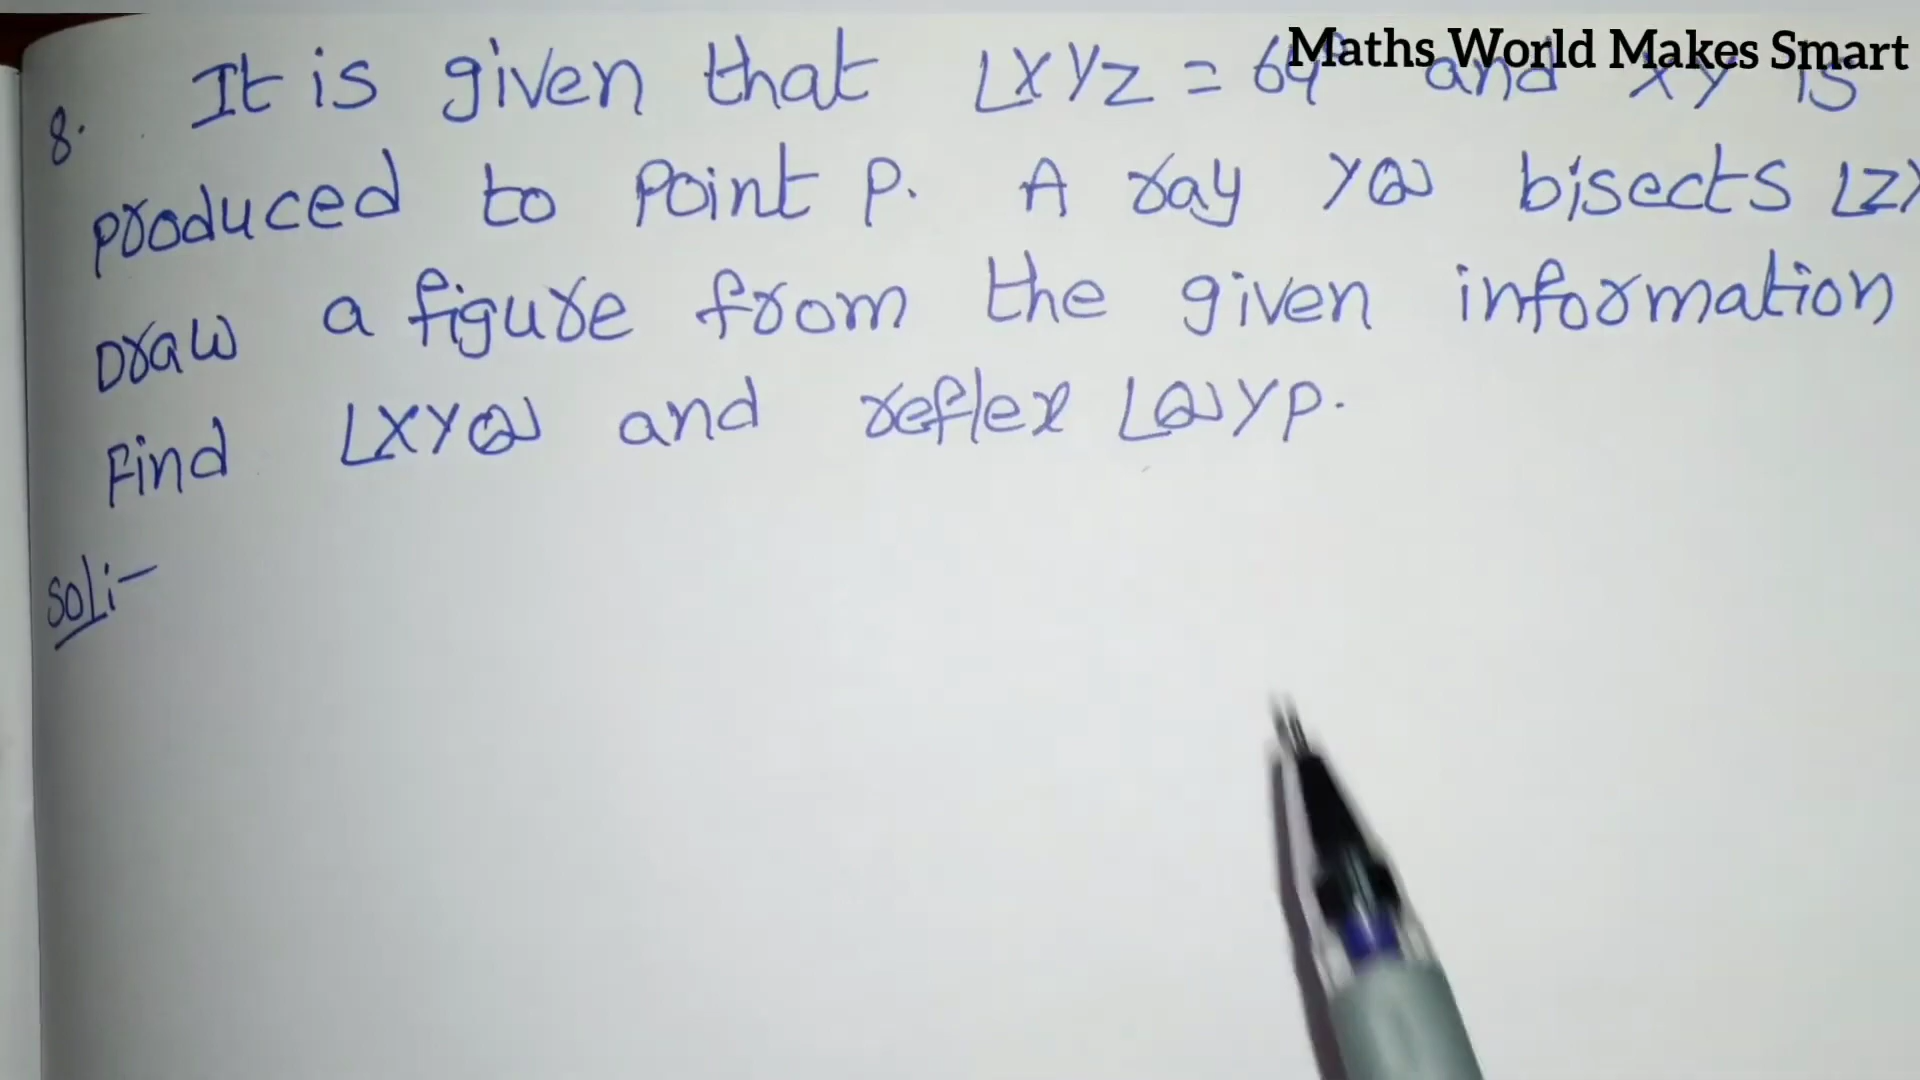 Maths World Makes Smart
8. It is given that ∠XYZ = 64° and XY is
produced to Point P. A ray YQ bisects ∠ZY
Draw a figure from the given information
Find ∠XYQ and reflex ∠QYP.
Sol:-